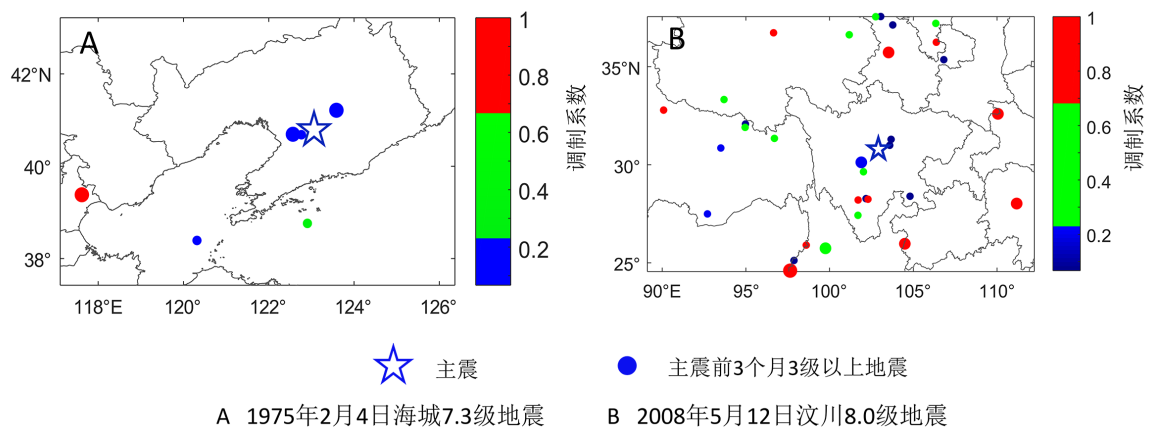 A
42°N
40°
38°
118°E
120°
122°
124°
126°
1
0.8
0.6
0.4
0.2
调制系数
B
35°N
30°
25°
90°E
95°
100°
105°
110°
1
0.8
0.6
0.4
0.2
调制系数
主震
主震前3个月3级以上地震
A 1975年2月4日海城7.3级地震
B 2008年5月12日汶川8.0级地震